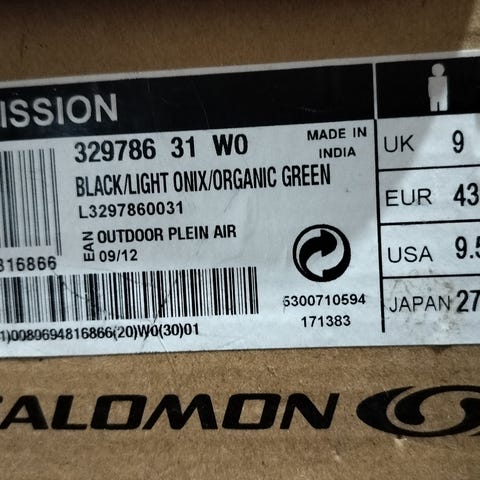 ISSION
329786 31 W0
MADE IN
INDIA
BLACK/LIGHT ONIX/ORGANIC GREEN
L3297860031
EAN
OUTDOOR PLEIN AIR
09/12
816866
6300710594
171383
1)0080694816866(20)W0(30)01
UK 9
EUR 43
USA 9.5
JAPAN 27
SALOMON